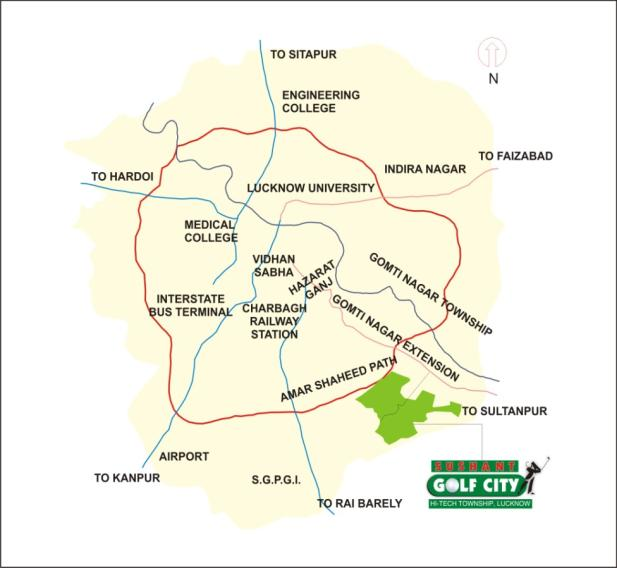 TO SITAPUR
N
ENGINEERING
COLLEGE
TO FAIZABAD
INDIRA NAGAR
TO HARDOI
LUCKNOW UNIVERSITY
MEDICAL
COLLEGE
VIDHAN
SABHA
HAZARAT
GANJ
GOMTI NAGAR TOWNSHIP
INTERSTATE
BUS TERMINAL
CHARBAGH
RAILWAY
STATION
GOMTI NAGAR EXTENSION
AMAR SHAHEED PATH
TO SULTANPUR
AIRPORT
TO KANPUR
S.G.P.G.I.
TO RAI BARELY
SUSHANT
GOLF CITY
HI-TECH TOWNSHIP, LUCKNOW